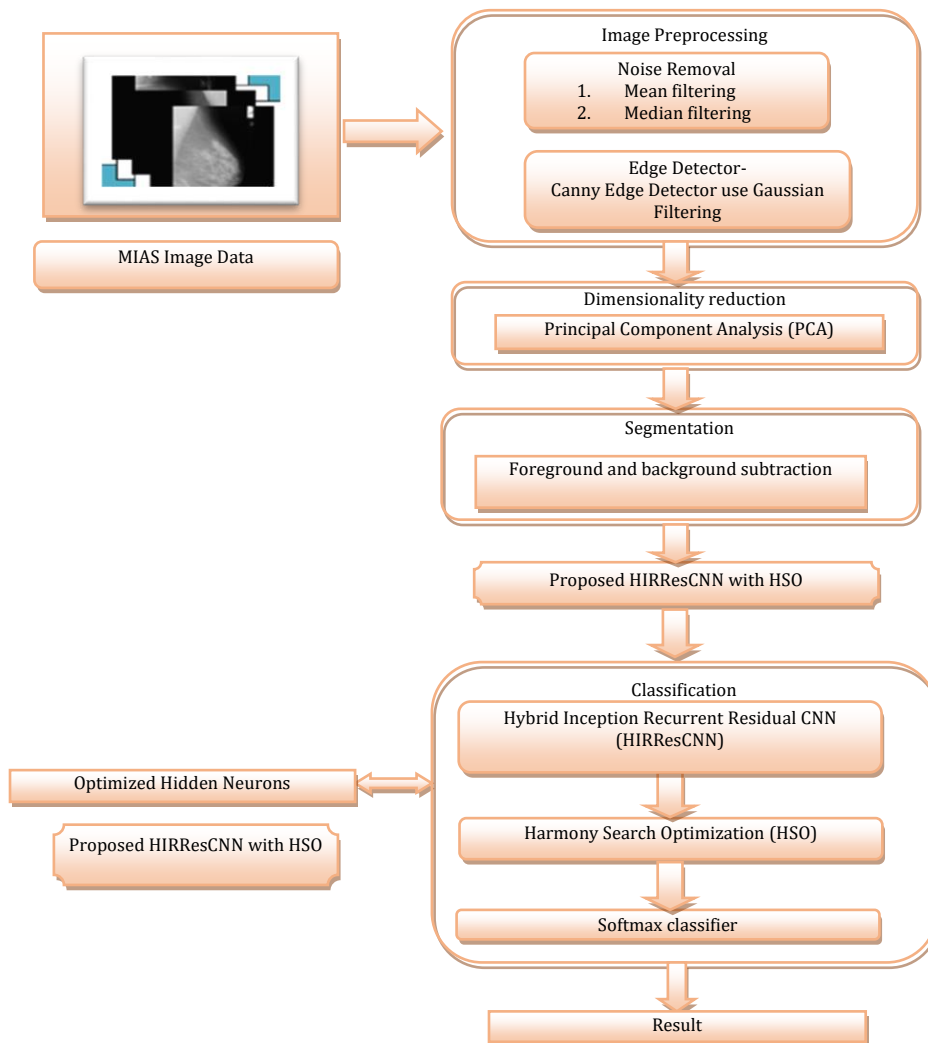 Image Preprocessing
Noise Removal
1. Mean filtering
2. Median filtering
Edge Detector-
Canny Edge Detector use Gaussian
Filtering
MIAS Image Data
Dimensionality reduction
Principal Component Analysis (PCA)
Segmentation
Foreground and background subtraction
Proposed HIRResCNN with HSO
Classification
Hybrid Inception Recurrent Residual CNN
(HIRResCNN)
Optimized Hidden Neurons
Proposed HIRResCNN with HSO
Harmony Search Optimization (HSO)
Softmax classifier
Result